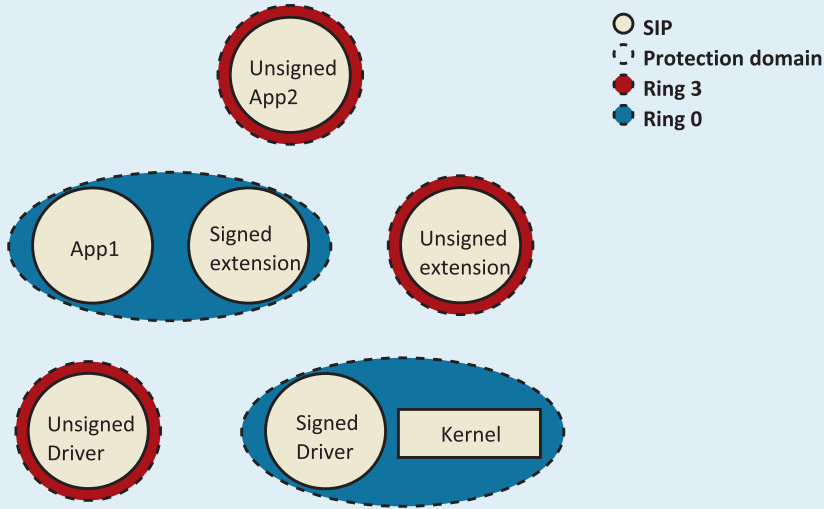 Unsigned
App2
SIP
Protection domain
Ring 3
Ring 0
App1
Signed
extension
Unsigned
extension
Unsigned
Driver
Signed
Driver
Kernel